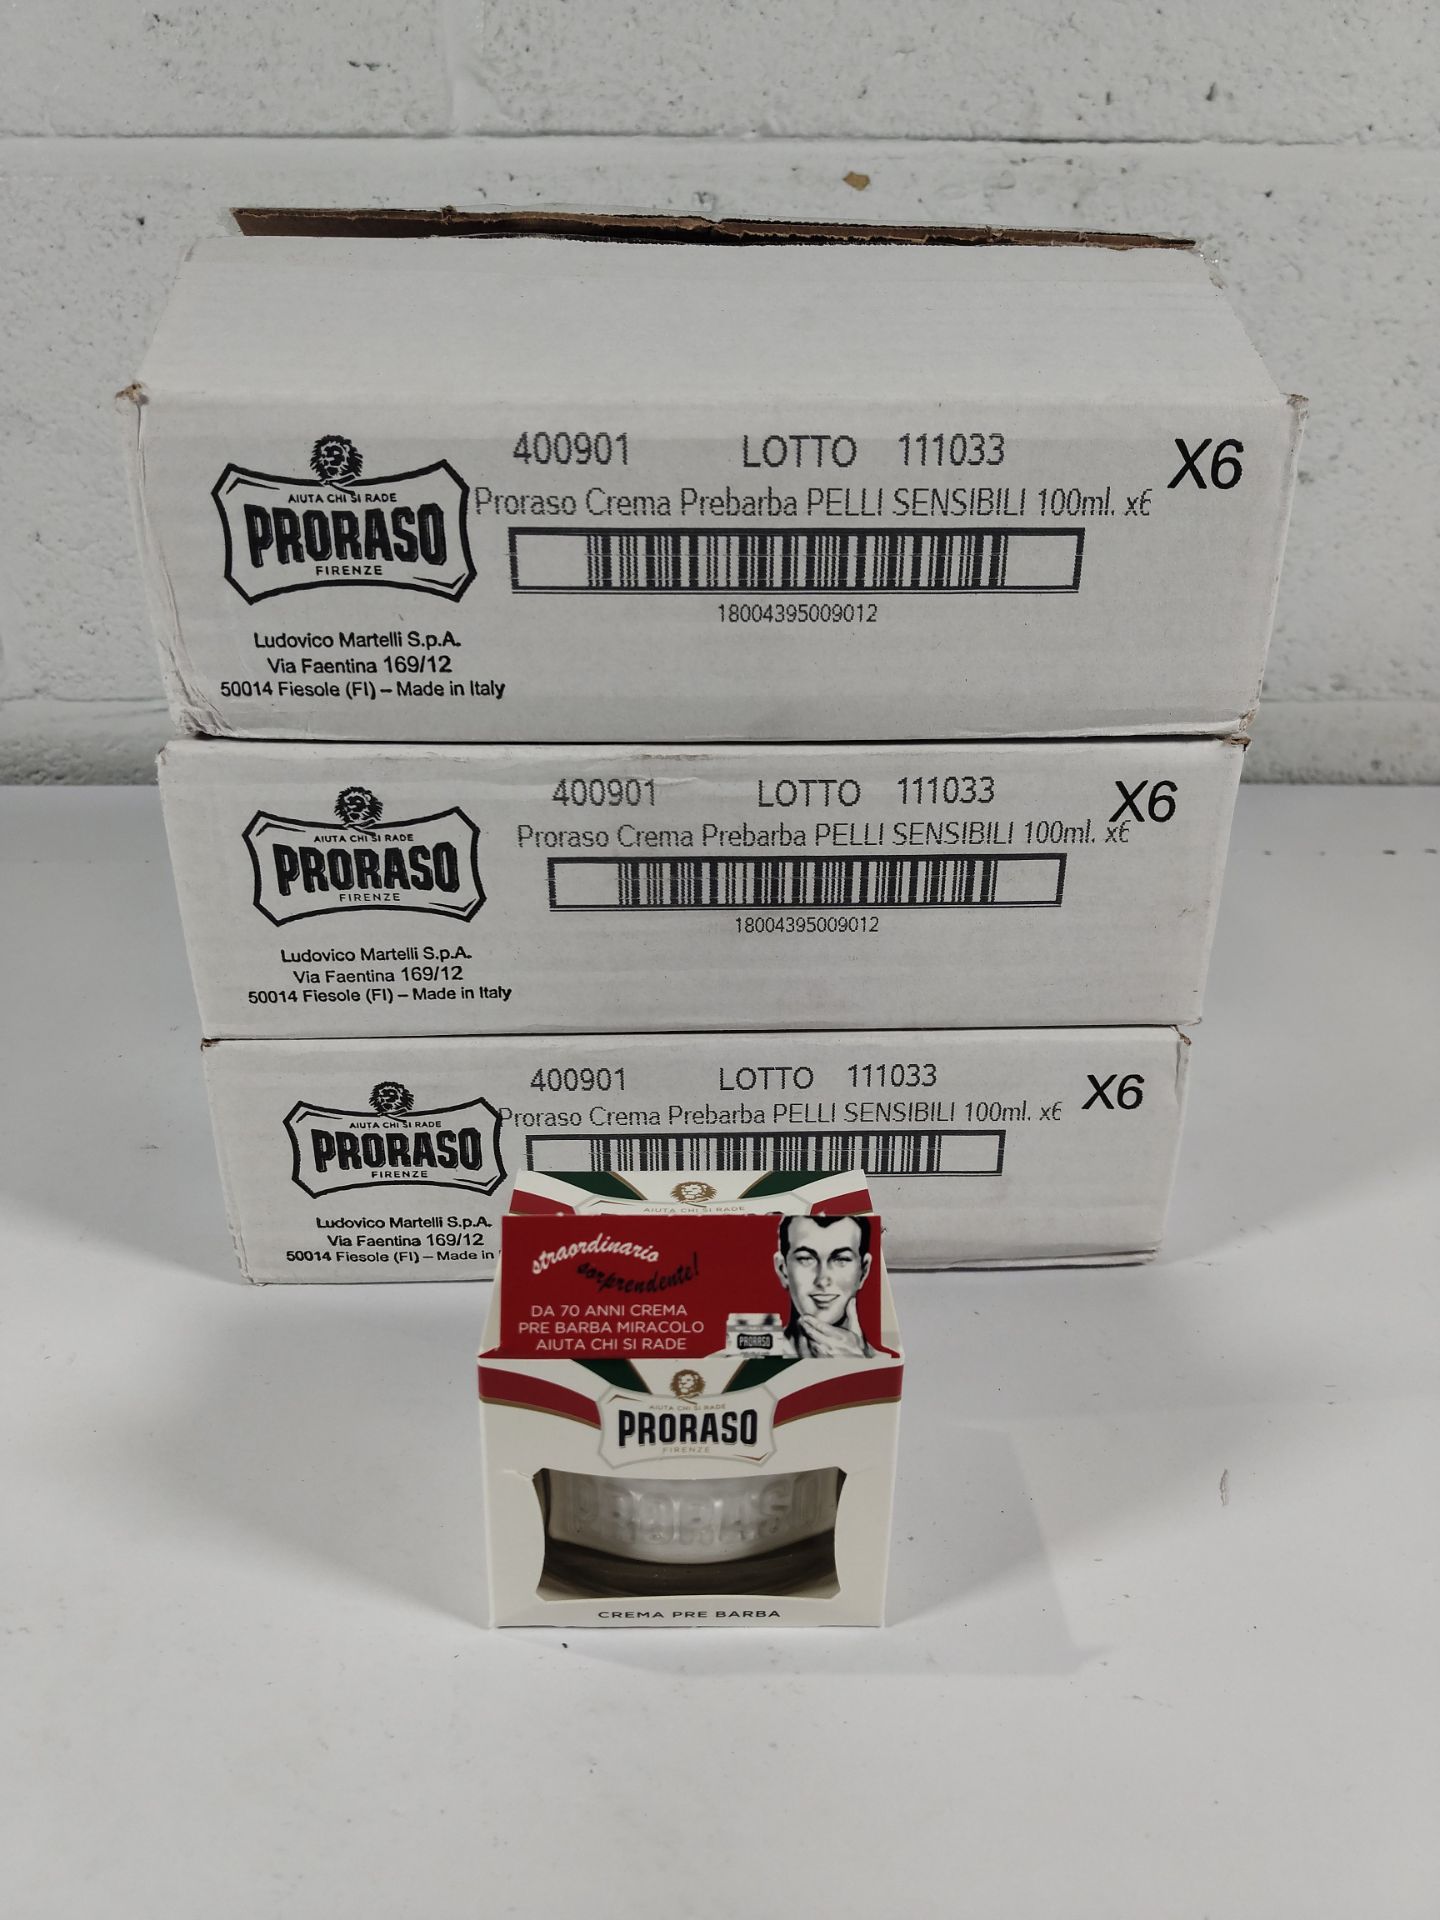 400901 LOTTO 111033 X6
AIUTA CHI SI RADE
PRORASO
FIRENZE
Proraso Crema Prebarba PELLI SENSIBILI 100ml. x6
18004395009012
Ludovico Martelli S.p.A.
Via Faentina 169/12
50014 Fiesole (FI) – Made in Italy
400901 LOTTO 111033 X6
AIUTA CHI SI RADE
PRORASO
FIRENZE
Proraso Crema Prebarba PELLI SENSIBILI 100ml. x6
18004395009012
Ludovico Martelli S.p.A.
Via Faentina 169/12
50014 Fiesole (FI) – Made in Italy
400901 LOTTO 111033 X6
AIUTA CHI SI RADE
PRORASO
FIRENZE
Proraso Crema Prebarba PELLI SENSIBILI 100ml. x6
Ludovico Martelli S.p.A.
Via Faentina 169/12
50014 Fiesole (FI) – Made in
AIUTA CHI SI RADE
straordinario
sorprendente!
DA 70 ANNI CREMA
PRE BARBA MIRACOLO
AIUTA CHI SI RADE
PRORASO
AIUTA CHI SI RADE
PRORASO
FIRENZE
PRORASO
CREMA PRE BARBA